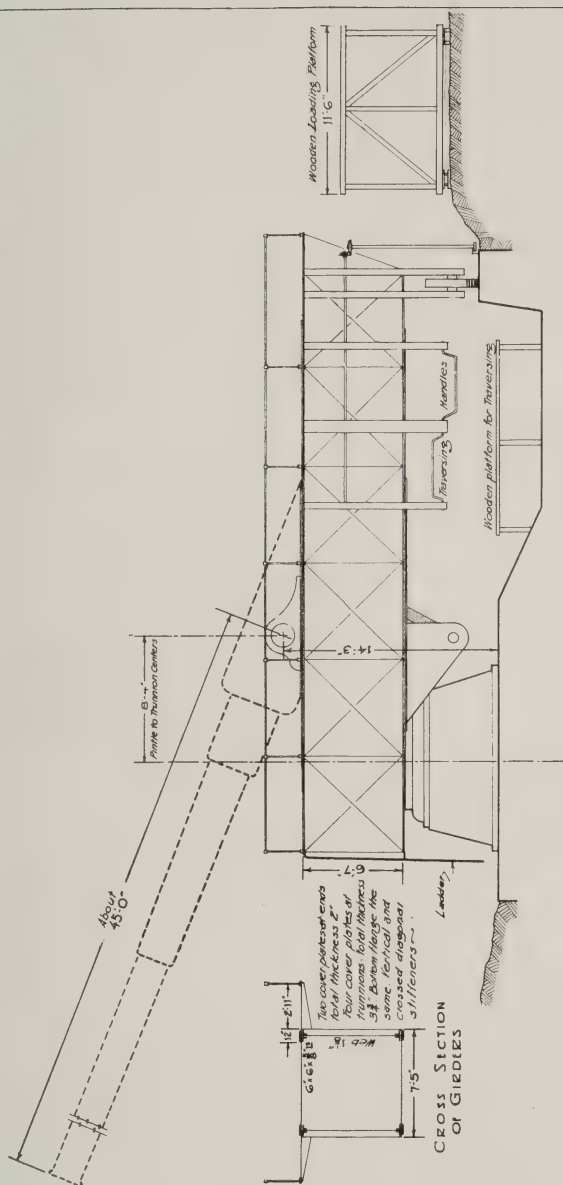 Wooden Loading Platform
11'-6"
Wooden platform for Traversing
Traversing Handles
14'-3"
8'-4"
Pintle to Trunnion Centers
About
45'-0"
6'-7"
Ladder
Two cover plates at ends
total thickness 2"
Four cover plates at
trunnions. total thickness
Bottom flange the
same. Vertical and
crossed diagonal
stiffeners
12"
2'-11"
Web
7'-5"
CROSS SECTION
OF GIRDERS